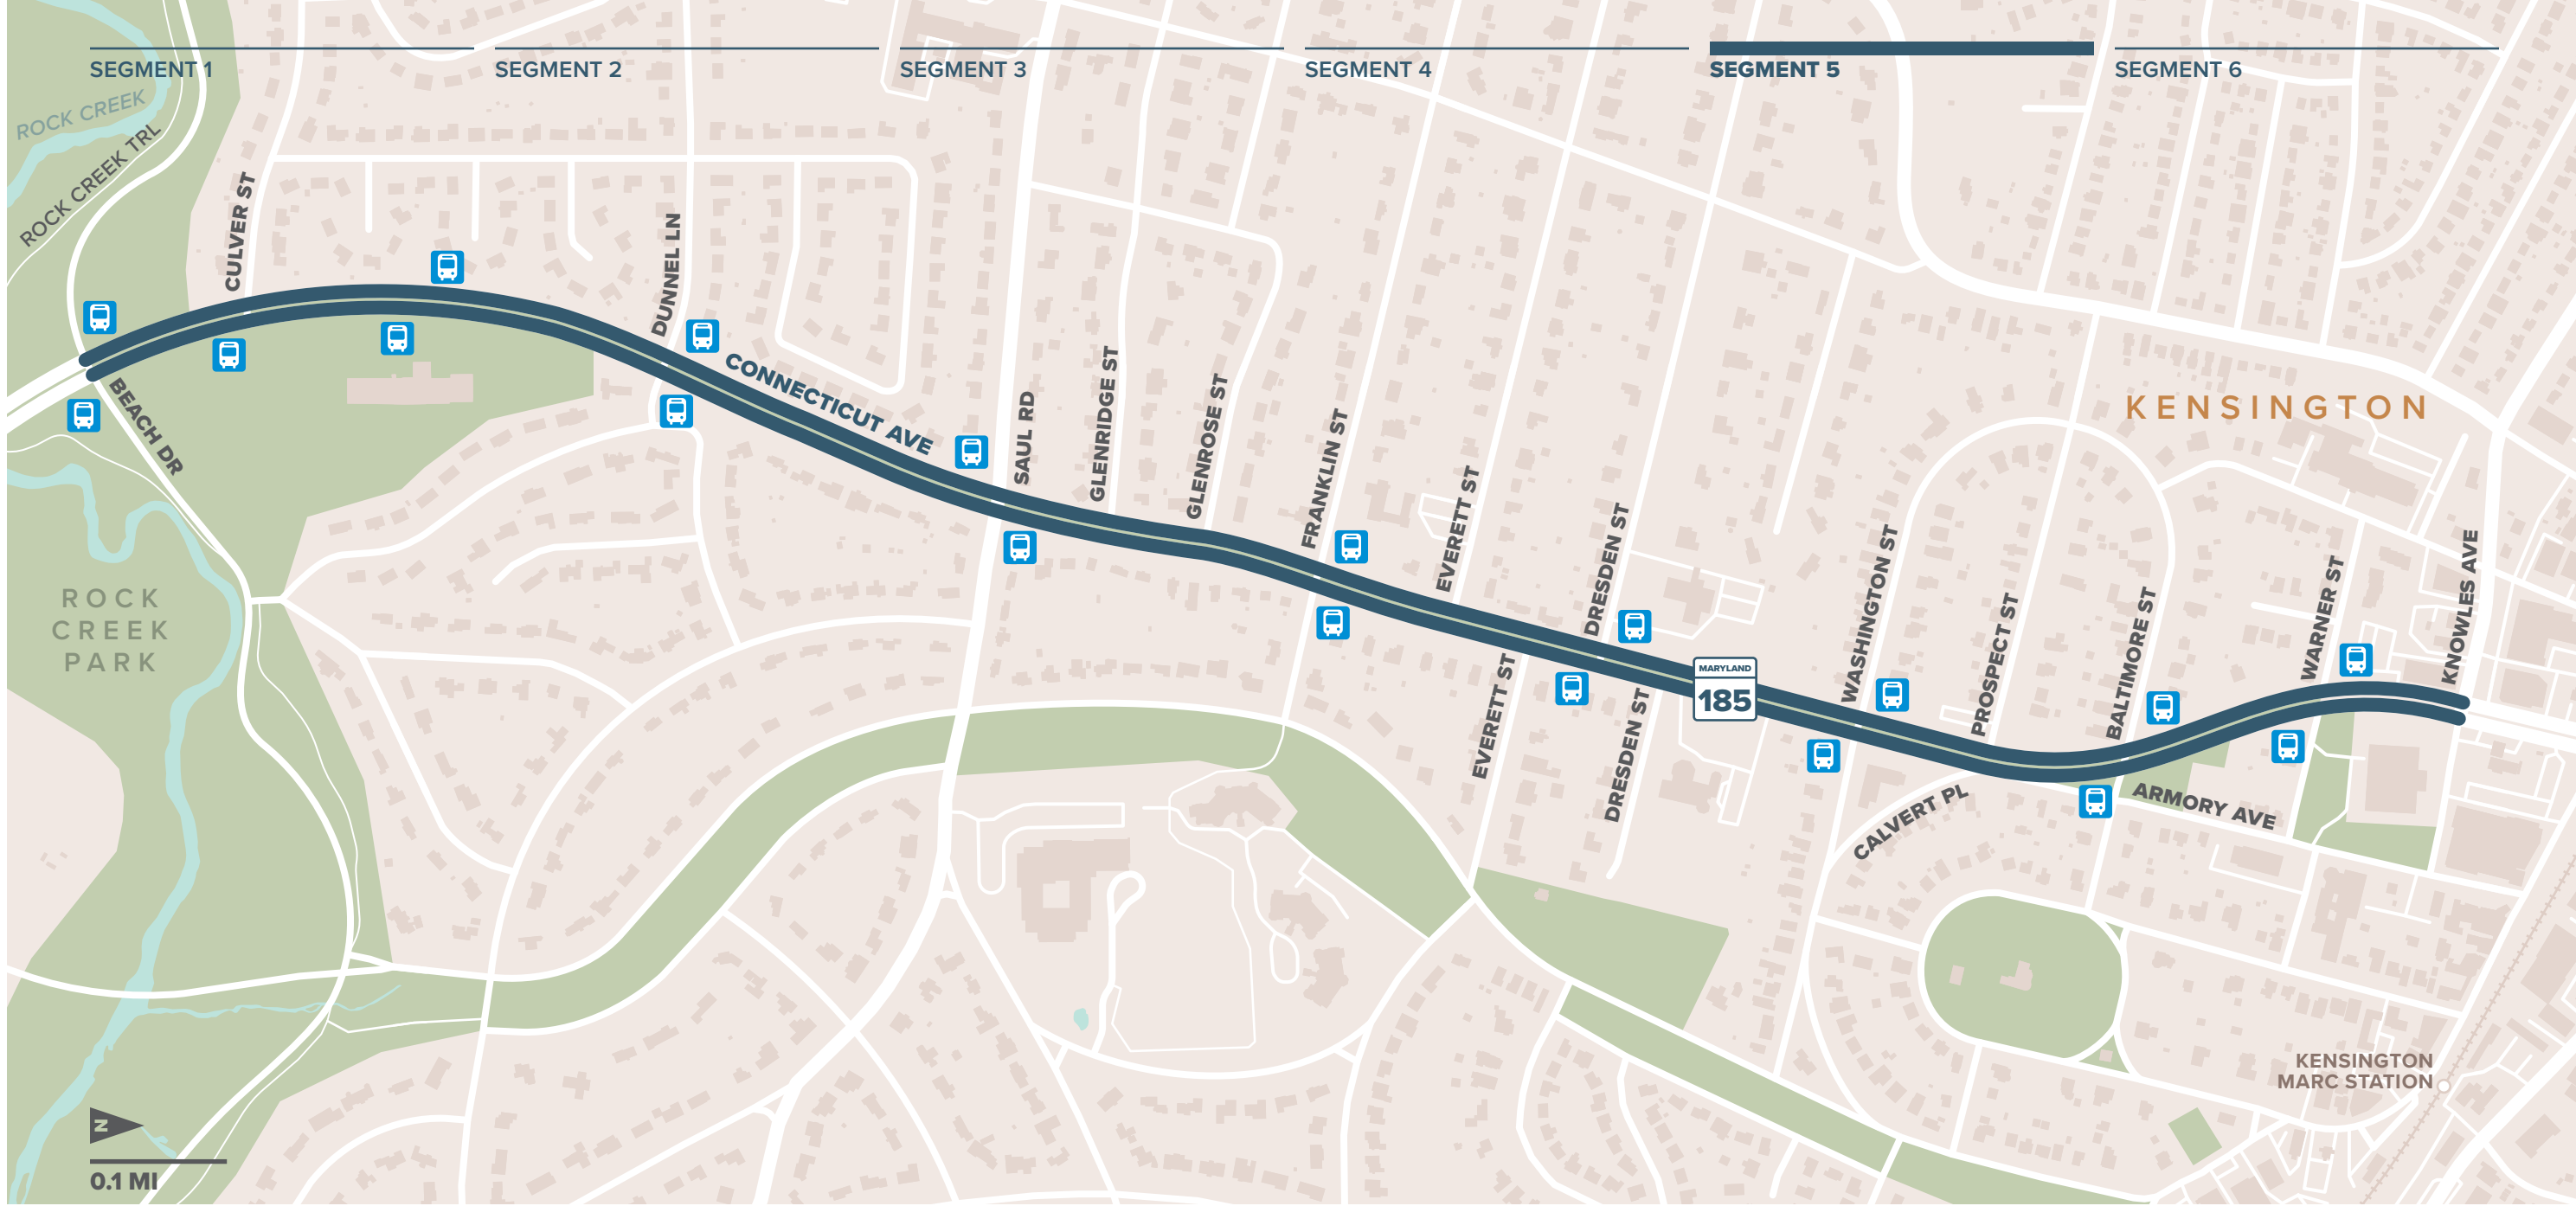 SEGMENT 1
SEGMENT 2
SEGMENT 3
SEGMENT 4
SEGMENT 5
SEGMENT 6
ROCK CREEK
ROCK CREEK TRL
CULVER ST
DUNNEL LN
CONNECTICUT AVE
BEACH DR
SAUL RD
GLENRIDGE ST
GLENROSE ST
FRANKLIN ST
EVERETT ST
DRESDEN ST
WASHINGTON ST
PROSPECT ST
BALTIMORE ST
WARNER ST
KNOWLES AVE
KENSINGTON
ROCK
CREEK
PARK
EVERETT ST
DRESDEN ST
MARYLAND
185
CALVERT PL
ARMORY AVE
KENSINGTON
MARC STATION
N
0.1 MI